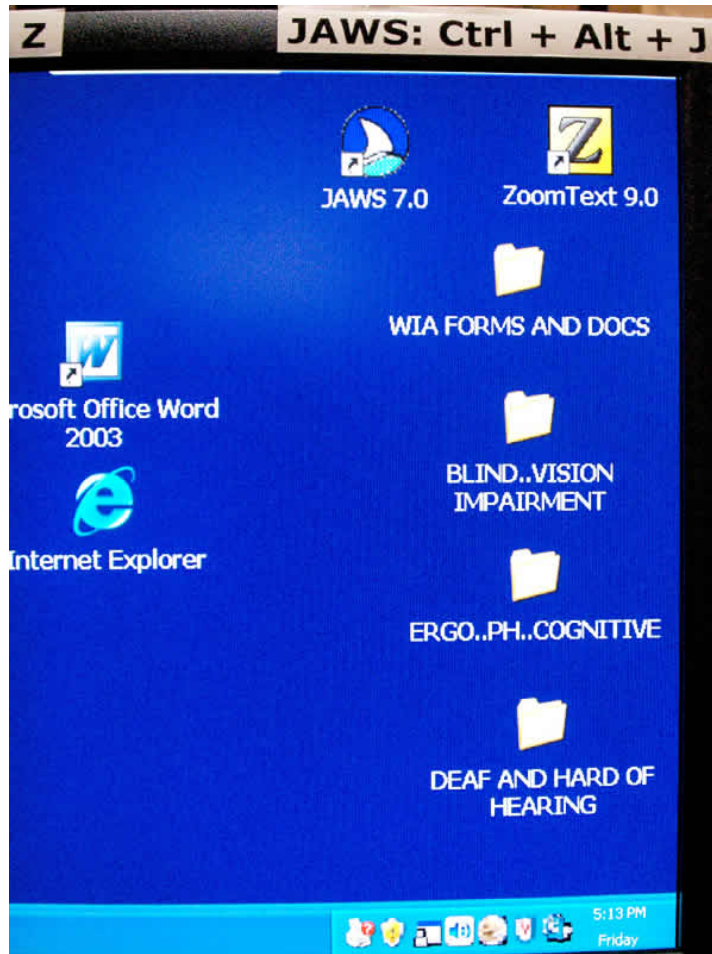 Z
JAWS: Ctrl + Alt + J
JAWS 7.0
ZoomText 9.0
WIA FORMS AND DOCS
rosoft Office Word
2003
BLIND..VISION
IMPAIRMENT
Internet Explorer
ERGO..PH..COGNITIVE
DEAF AND HARD OF
HEARING
5:13 PM
Friday